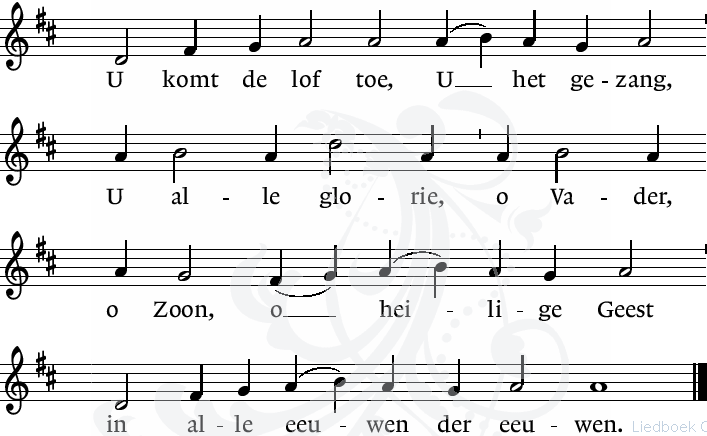 U komt de lof toe, U het ge - zang,
U al - le glo - rie, o Va - der,
o Zoon, o hei - li - ge Geest
in al - le eeu - wen der eeu - wen. Liedboek